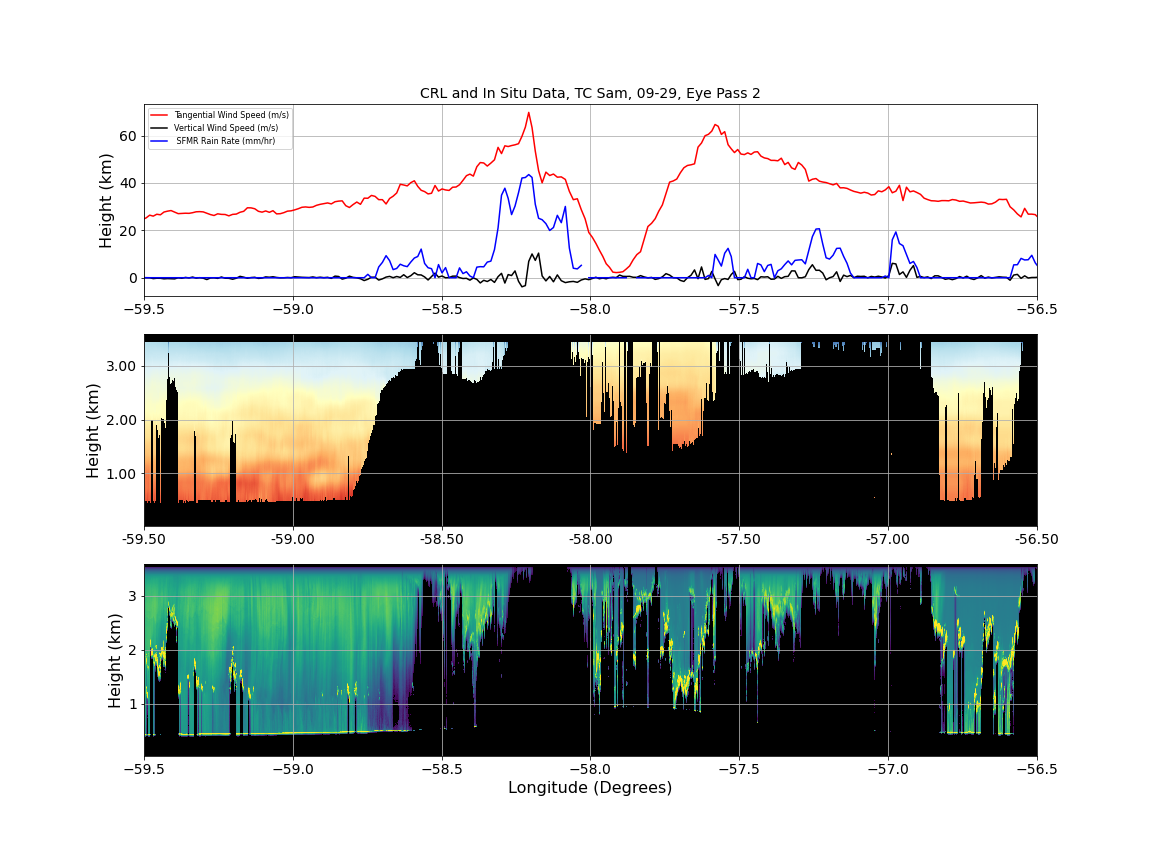 CRL and In Situ Data, TC Sam, 09-29, Eye Pass 2
Tangential Wind Speed (m/s)
Vertical Wind Speed (m/s)
SFMR Rain Rate (mm/hr)
Height (km)
60
40
20
0
−59.5 −59.0 −58.5 −58.0 −57.5 −57.0 −56.5
Height (km)
3.00
2.00
1.00
-59.50 -59.00 -58.50 -58.00 -57.50 -57.00 -56.50
Height (km)
3
2
1
−59.5 −59.0 −58.5 −58.0 −57.5 −57.0 −56.5
Longitude (Degrees)